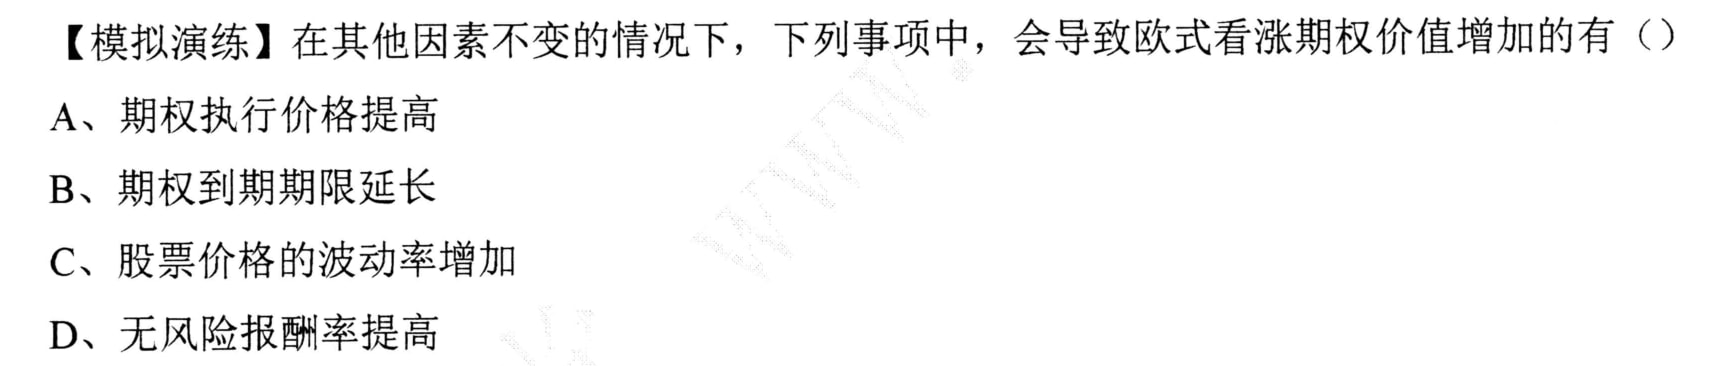 【模拟演练】在其他因素不变的情况下，下列事项中，会导致欧式看涨期权价值增加的有（）
A、期权执行价格提高
B、期权到期期限延长
C、股票价格的波动率增加
D、无风险报酬率提高
www.